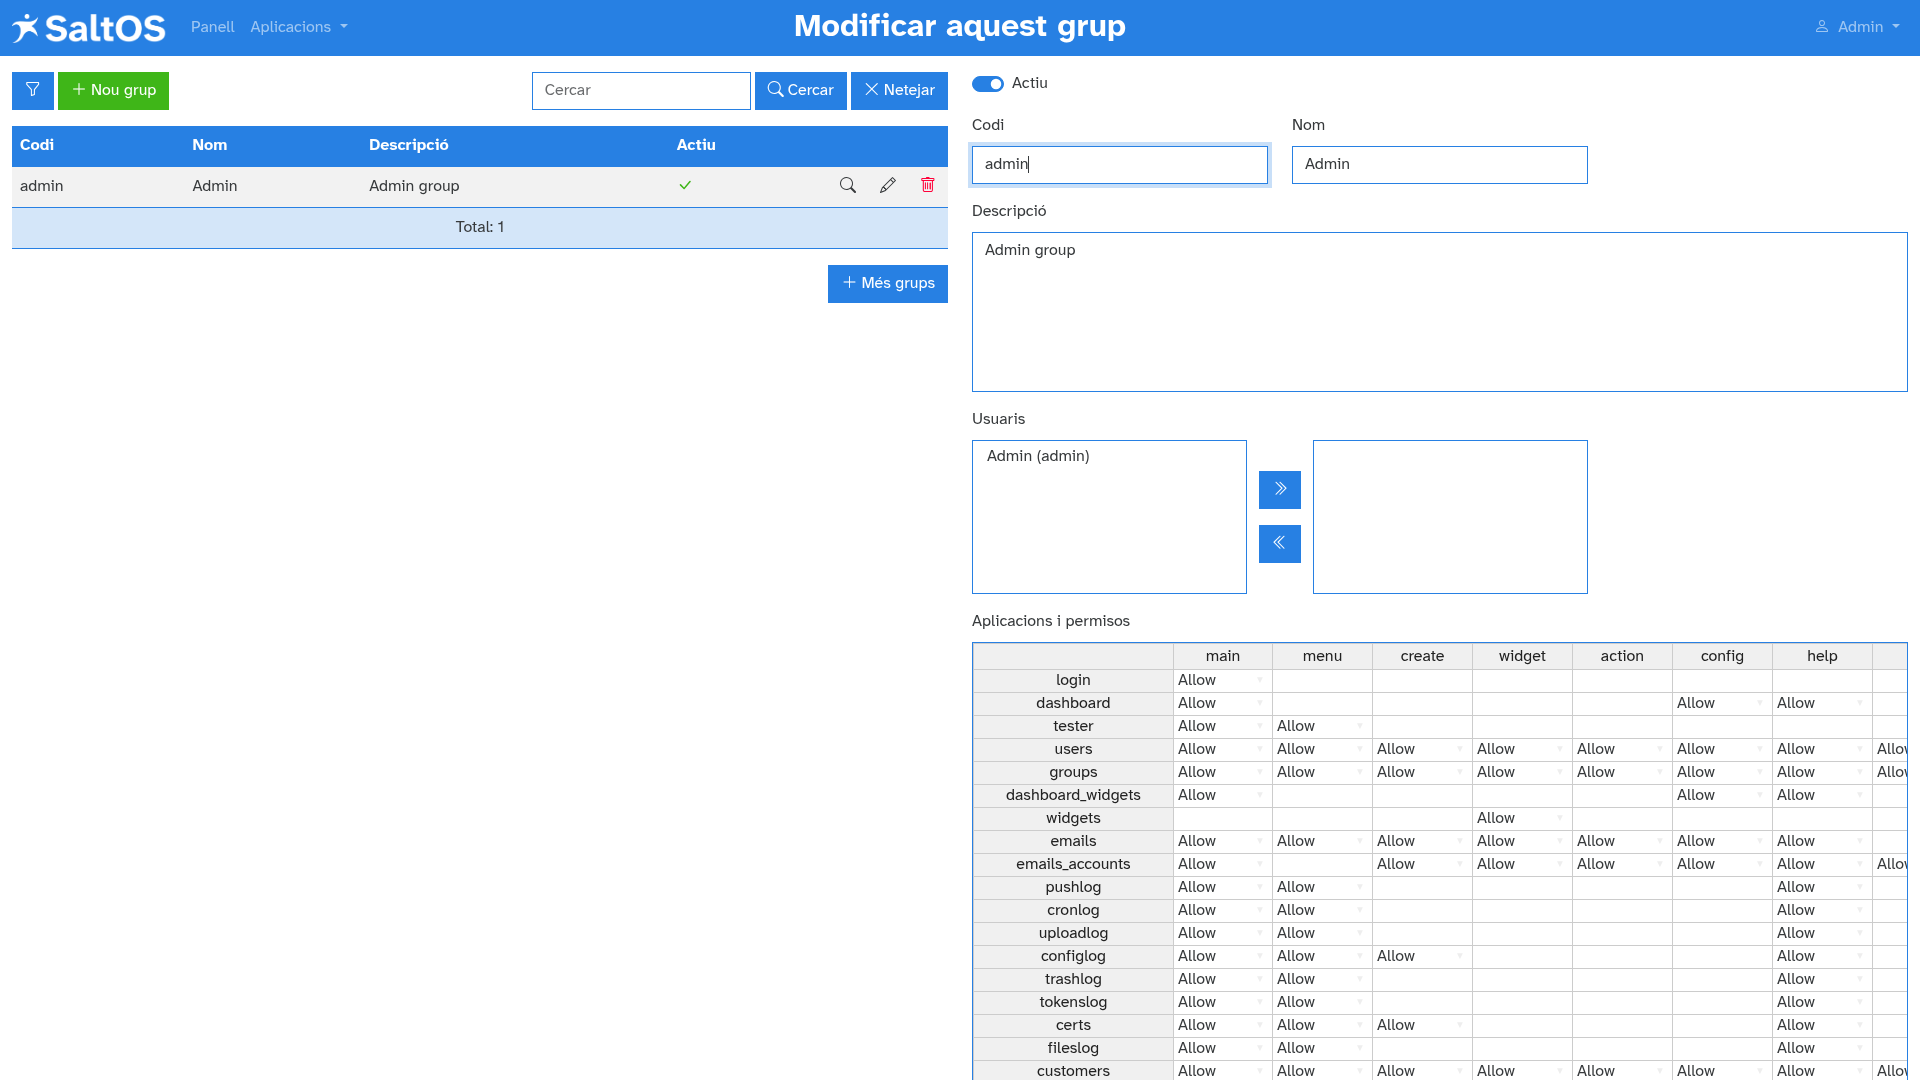 SaltOS Panell Aplicacions Modificar aquest grup Admin
Nou grup Cercar Cercar Netejar
Codi Nom Descripció Actiu
admin Admin Admin group
Total: 1
Més grups
Actiu
Codi Nom
admin Admin
Descripció
Admin group
Usuaris
Admin (admin)
Aplicacions i permisos
main menu create widget action config help
login Allow
dashboard Allow Allow Allow
tester Allow Allow
users Allow Allow Allow Allow Allow Allow Allow
groups Allow Allow Allow Allow Allow Allow Allow
dashboard_widgets Allow Allow Allow
widgets Allow
emails Allow Allow Allow Allow Allow Allow Allow
emails_accounts Allow Allow Allow Allow Allow Allow
pushlog Allow Allow Allow
cronlog Allow Allow Allow
uploadlog Allow Allow Allow
configlog Allow Allow Allow Allow
trashlog Allow Allow Allow
tokenslog Allow Allow Allow
certs Allow Allow Allow Allow
fileslog Allow Allow Allow
customers Allow Allow Allow Allow Allow Allow Allow